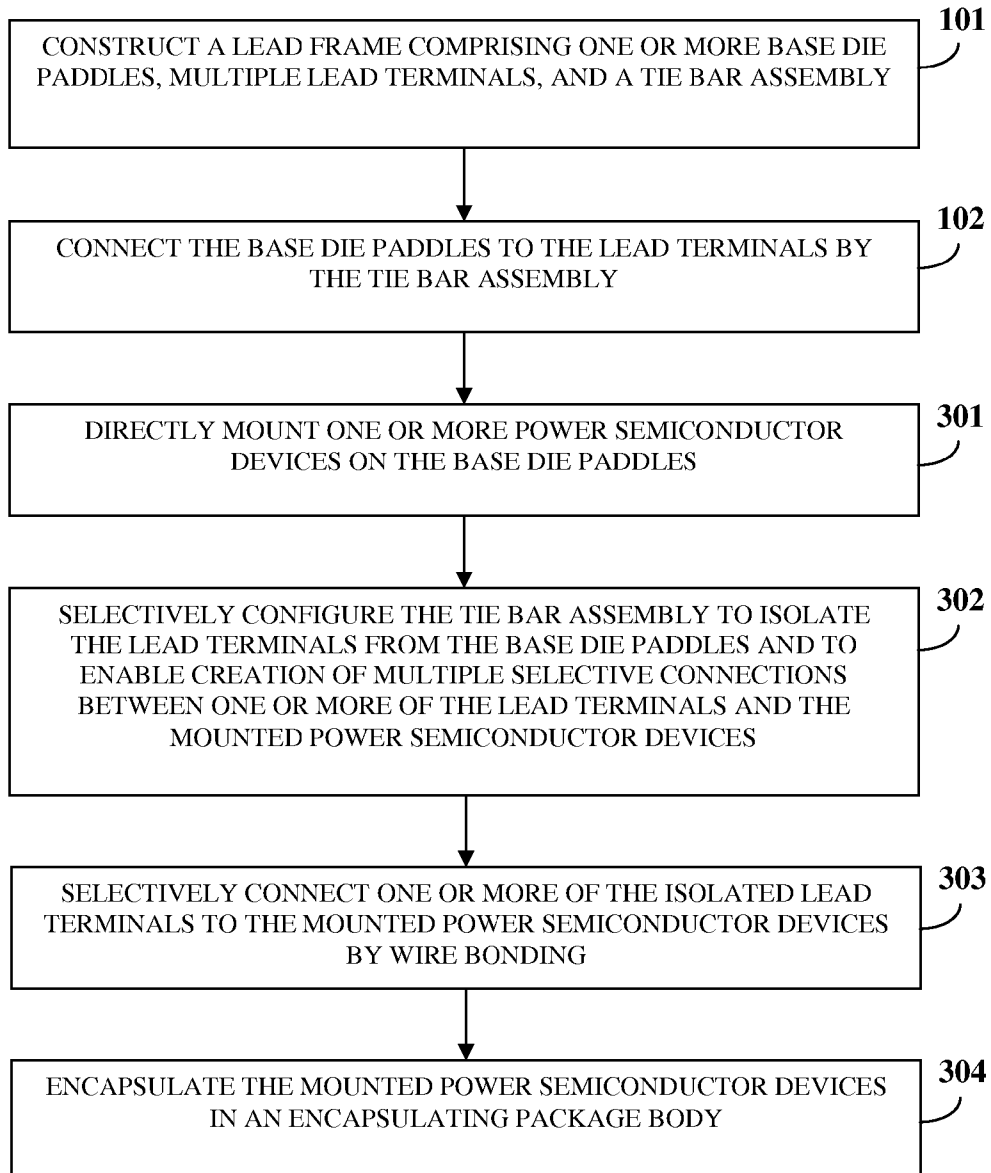 101
CONSTRUCT A LEAD FRAME COMPRISING ONE OR MORE BASE DIE
PADDLES, MULTIPLE LEAD TERMINALS, AND A TIE BAR ASSEMBLY
102
CONNECT THE BASE DIE PADDLES TO THE LEAD TERMINALS BY
THE TIE BAR ASSEMBLY
301
DIRECTLY MOUNT ONE OR MORE POWER SEMICONDUCTOR
DEVICES ON THE BASE DIE PADDLES
302
SELECTIVELY CONFIGURE THE TIE BAR ASSEMBLY TO ISOLATE
THE LEAD TERMINALS FROM THE BASE DIE PADDLES AND TO
ENABLE CREATION OF MULTIPLE SELECTIVE CONNECTIONS
BETWEEN ONE OR MORE OF THE LEAD TERMINALS AND THE
MOUNTED POWER SEMICONDUCTOR DEVICES
303
SELECTIVELY CONNECT ONE OR MORE OF THE ISOLATED LEAD
TERMINALS TO THE MOUNTED POWER SEMICONDUCTOR DEVICES
BY WIRE BONDING
304
ENCAPSULATE THE MOUNTED POWER SEMICONDUCTOR DEVICES
IN AN ENCAPSULATING PACKAGE BODY